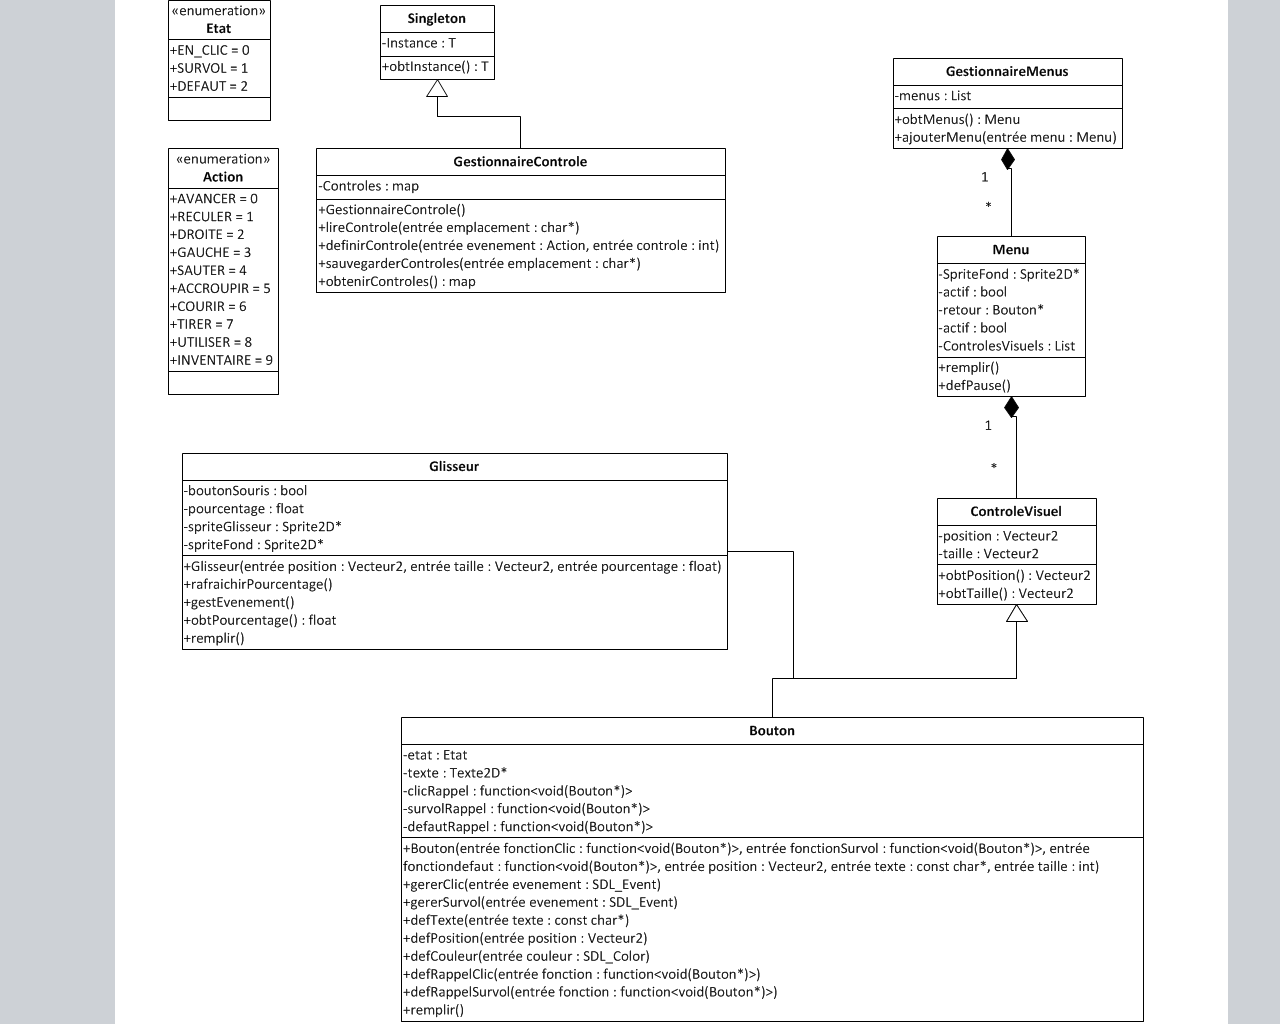 «enumeration»
Etat
+EN_CLIC = 0
+SURVOL = 1
+DEFAUT = 2
Singleton
-Instance : T
+obtInstance() : T
GestionnaireMenus
-menus : List
+obtMenus() : Menu
+ajouterMenu(entrée menu : Menu)
1
*
«enumeration»
Action
+AVANCER = 0
+RECULER = 1
+DROITE = 2
+GAUCHE = 3
+SAUTER = 4
+ACCROUPIR = 5
+COURIR = 6
+TIRER = 7
+UTILISER = 8
+INVENTAIRE = 9
GestionnaireControle
-Controles : map
+GestionnaireControle()
+lireControle(entrée emplacement : char*)
+definirControle(entrée evenement : Action, entrée controle : int)
+sauvegarderControles(entrée emplacement : char*)
+obtenirControles() : map
Menu
-SpriteFond : Sprite2D*
-actif : bool
-retour : Bouton*
-actif : bool
-ControlesVisuels : List
+remplir()
+defPause()
1
*
Glisseur
-boutonSouris : bool
-pourcentage : float
-spriteGlisseur : Sprite2D*
-spriteFond : Sprite2D*
+Glisseur(entrée position : Vecteur2, entrée taille : Vecteur2, entrée pourcentage : float)
+rafraichirPourcentage()
+gestEvenement()
+obtPourcentage() : float
+remplir()
ControleVisuel
-position : Vecteur2
-taille : Vecteur2
+obtPosition() : Vecteur2
+obtTaille() : Vecteur2
Bouton
-etat : Etat
-texte : Texte2D*
-clicRappel : function<void(Bouton*)>
-survolRappel : function<void(Bouton*)>
-defautRappel : function<void(Bouton*)>
+Bouton(entrée fonctionClic : function<void(Bouton*)>, entrée fonctionSurvol : function<void(Bouton*)>, entrée
fonctiondefaut : function<void(Bouton*)>, entrée position : Vecteur2, entrée texte : const char*, entrée taille : int)
+gererClic(entrée evenement : SDL_Event)
+gererSurvol(entrée evenement : SDL_Event)
+defTexte(entrée texte : const char*)
+defPosition(entrée position : Vecteur2)
+defCouleur(entrée couleur : SDL_Color)
+defRappelClic(entrée fonction : function<void(Bouton*)>)
+defRappelSurvol(entrée fonction : function<void(Bouton*)>)
+remplir()